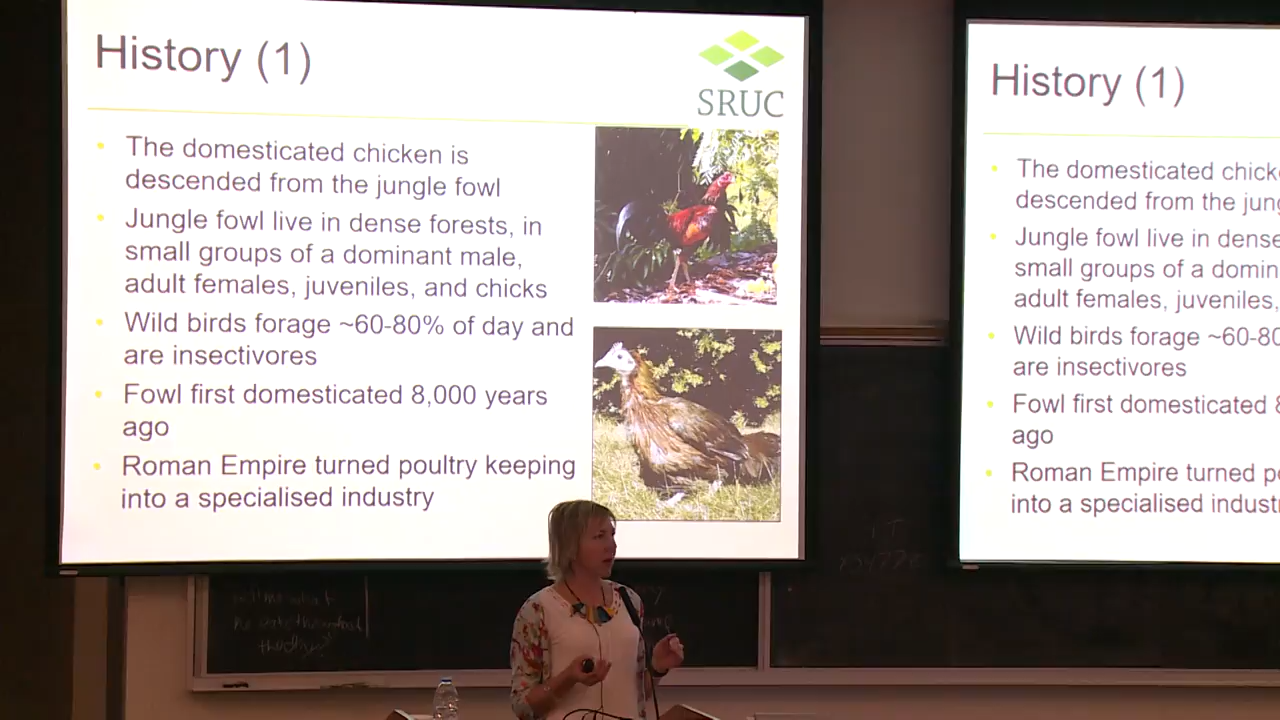 History (1)
SRUC
The domesticated chicken is
descended from the jungle fowl
Jungle fowl live in dense forests, in
small groups of a dominant male,
adult females, juveniles, and chicks
Wild birds forage ~60-80% of day and
are insectivores
Fowl first domesticated 8,000 years
ago
Roman Empire turned poultry keeping
into a specialised industry
History (1)
The domesticated chick
descended from the jung
Jungle fowl live in dense
small groups of a domin
adult females, juveniles,
Wild birds forage ~60-80
are insectivores
Fowl first domesticated 8
ago
Roman Empire turned po
into a specialised indust